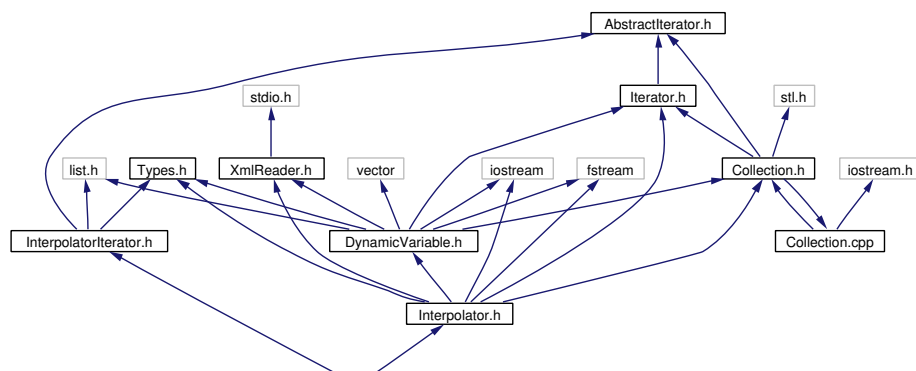 AbstractIterator.h
stdio.h
Iterator.h
stl.h
list.h
Types.h
XmlReader.h
vector
iostream
fstream
Collection.h
iostream.h
InterpolatorIterator.h
DynamicVariable.h
Collection.cpp
Interpolator.h